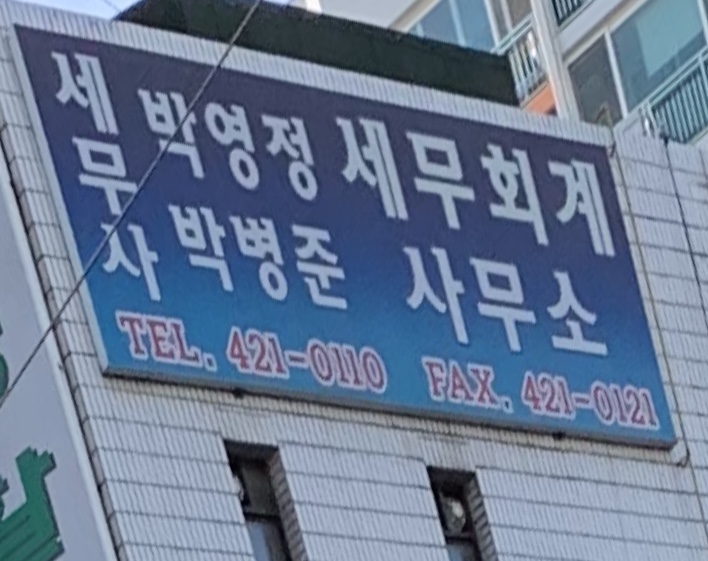 세무사 박영정 세무회계
박병준 사무소
TEL. 421-0110 FAX. 421-0121